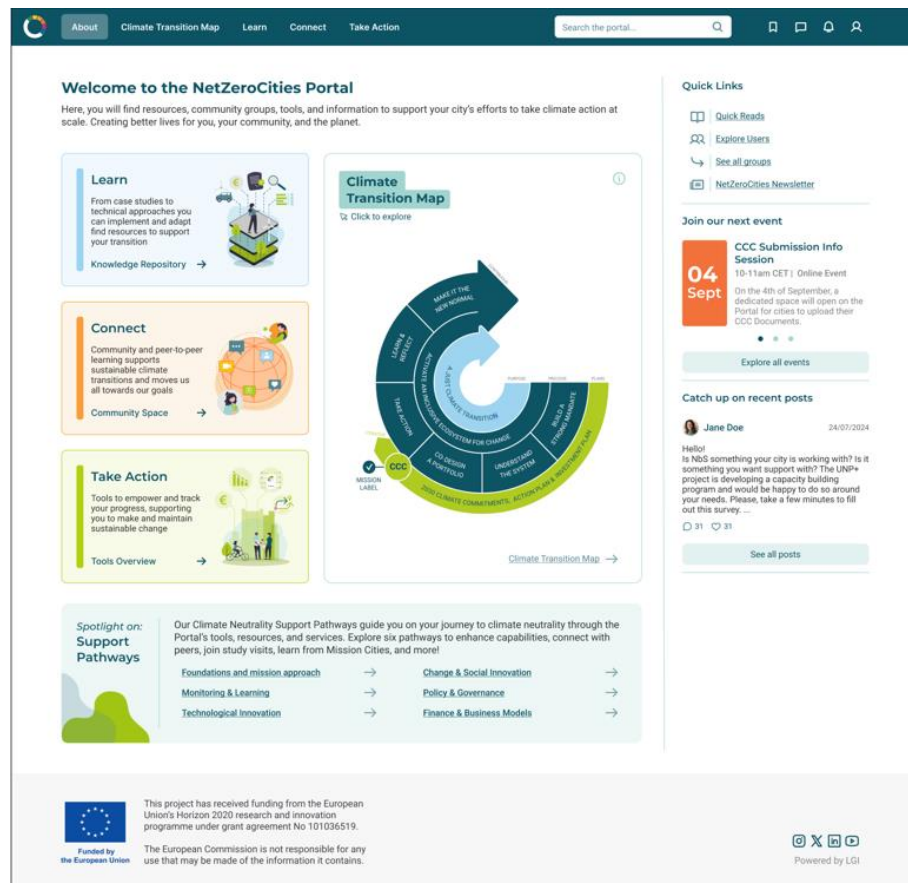 About
Climate Transition Map
Learn
Connect
Take Action
Search the portal...
Welcome to the NetZeroCities Portal
Here, you will find resources, community groups, tools, and information to support your city's efforts to take climate action at
scale. Creating better lives for you, your community, and the planet.
Learn
From case studies to
technical approaches you
can implement and adapt
find resources to support
your transition
Knowledge Repository
Connect
Community and peer-to-peer
learning supports
sustainable climate
transitions and moves us
all towards our goals
Community Space
Take Action
Tools to empower and track
your progress, supporting
you to make and maintain
sustainable change
Tools Overview
Climate
Transition Map
Click to explore
MAKE IT THE
NEW NORMAL
LEARN &
REFLECT
TAKE ACTION
CO-DESIGN
A PORTFOLIO
UNDERSTAND
THE SYSTEM
BUILD A
STRONG MANDATE
ACTIVATE AN INCLUSIVE ECOSYSTEM FOR CHANGE
A JUST CLIMATE TRANSITION
PURPOSE
PROCESS
PLANS
CCC
MISSION
LABEL
2030 CLIMATE COMMITMENTS, ACTION PLAN & INVESTMENT PLAN
Climate Transition Map
Spotlight on:
Support
Pathways
Our Climate Neutrality Support Pathways guide you on your journey to climate neutrality through the
Portal's tools, resources, and services. Explore six pathways to enhance capabilities, connect with
peers, join study visits, learn from Mission Cities, and more!
Foundations and mission approach
Change & Social Innovation
Monitoring & Learning
Policy & Governance
Technological Innovation
Finance & Business Models
Quick Links
Quick Reads
Explore Users
See all groups
NetZeroCities Newsletter
Join our next event
04
Sept
CCC Submission Info
Session
10-11am CET | Online Event
On the 4th of September, a
dedicated space will open on the
Portal for cities to upload their
CCC Documents.
Explore all events
Catch up on recent posts
Jane Doe
24/07/2024
Hello!
Is NbS something your city is working with? Is it
something you want support with? The UNP+
project is developing a capacity building
program and would be happy to do so around
your needs. Please, take a few minutes to fill
out this survey. ...
31
31
See all posts
Funded by
the European Union
This project has received funding from the European
Union's Horizon 2020 research and innovation
programme under grant agreement No 101036519.
The European Commission is not responsible for any
use that may be made of the information it contains.
Powered by LGI